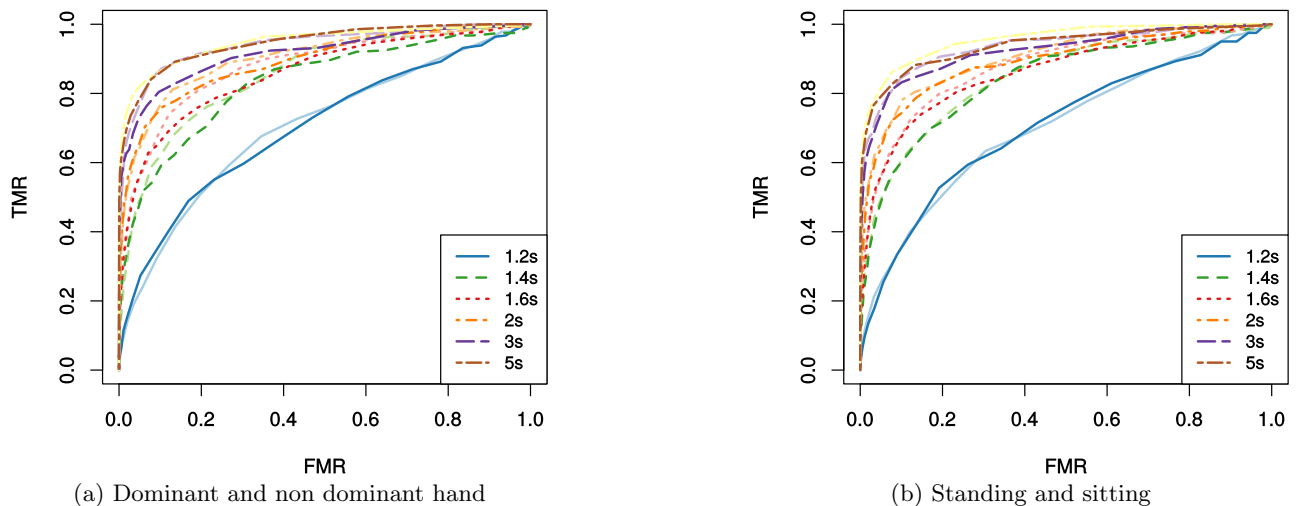 TMR
1.0
0.8
0.6
0.4
0.2
0.0
1.2s
1.4s
1.6s
2s
3s
5s
0.0 0.2 0.4 0.6 0.8 1.0
FMR
(a) Dominant and non dominant hand
TMR
1.0
0.8
0.6
0.4
0.2
0.0
1.2s
1.4s
1.6s
2s
3s
5s
0.0 0.2 0.4 0.6 0.8 1.0
FMR
(b) Standing and sitting